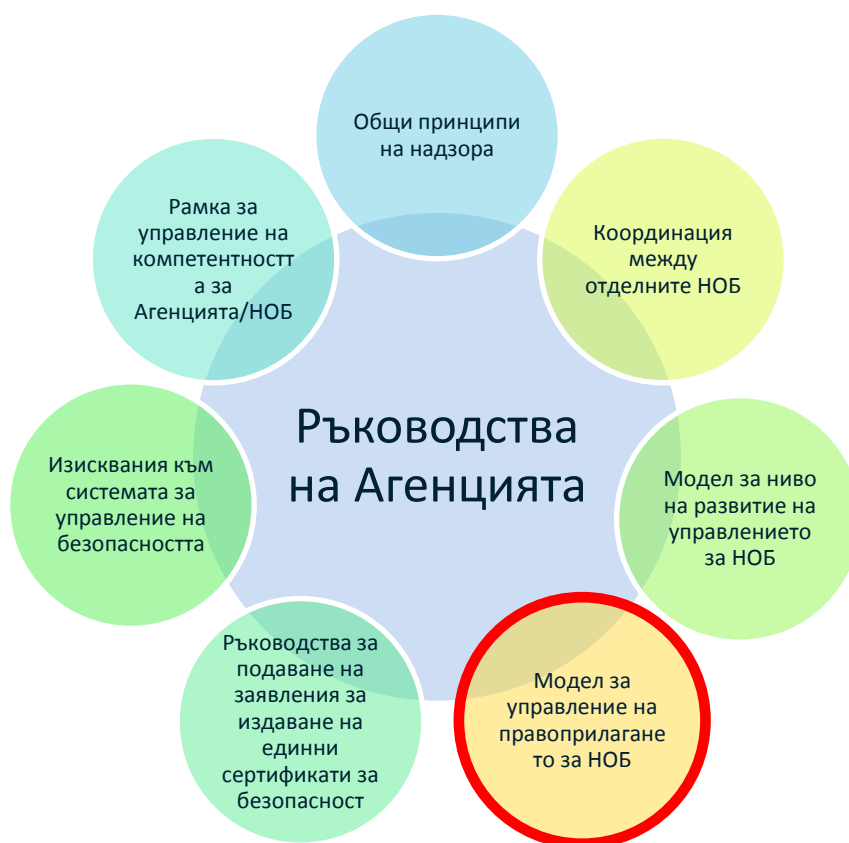 Общи принципи
на надзора
Координация
между
отделните НОБ
Модел за ниво
на развитие на
управлението
за НОБ
Модел за
управление на
правоприлагане
то за НОБ
Ръководства за
подаване на
заявления за
издаване на
единни
сертификати за
безопасност
Изисквания към
системата за
управление на
безопасността
Рамка за
управление на
компетентностт
а за
Агенцията/НОБ
Ръководства
на Агенцията